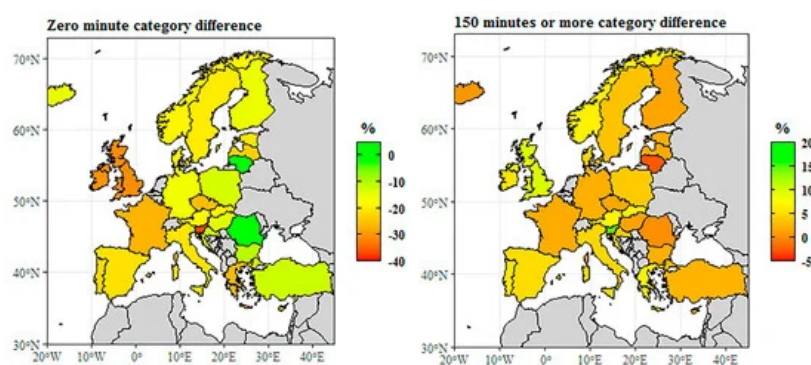 Zero minute category difference
70°N
60°N
50°N
40°N
30°N
20°W
10°W
0°
10°E
20°E
30°E
40°E
%
0
-10
-20
-30
-40
150 minutes or more category difference
70°N
60°N
50°N
40°N
30°N
20°W
10°W
0°
10°E
20°E
30°E
40°E
%
20
15
10
5
0
-5